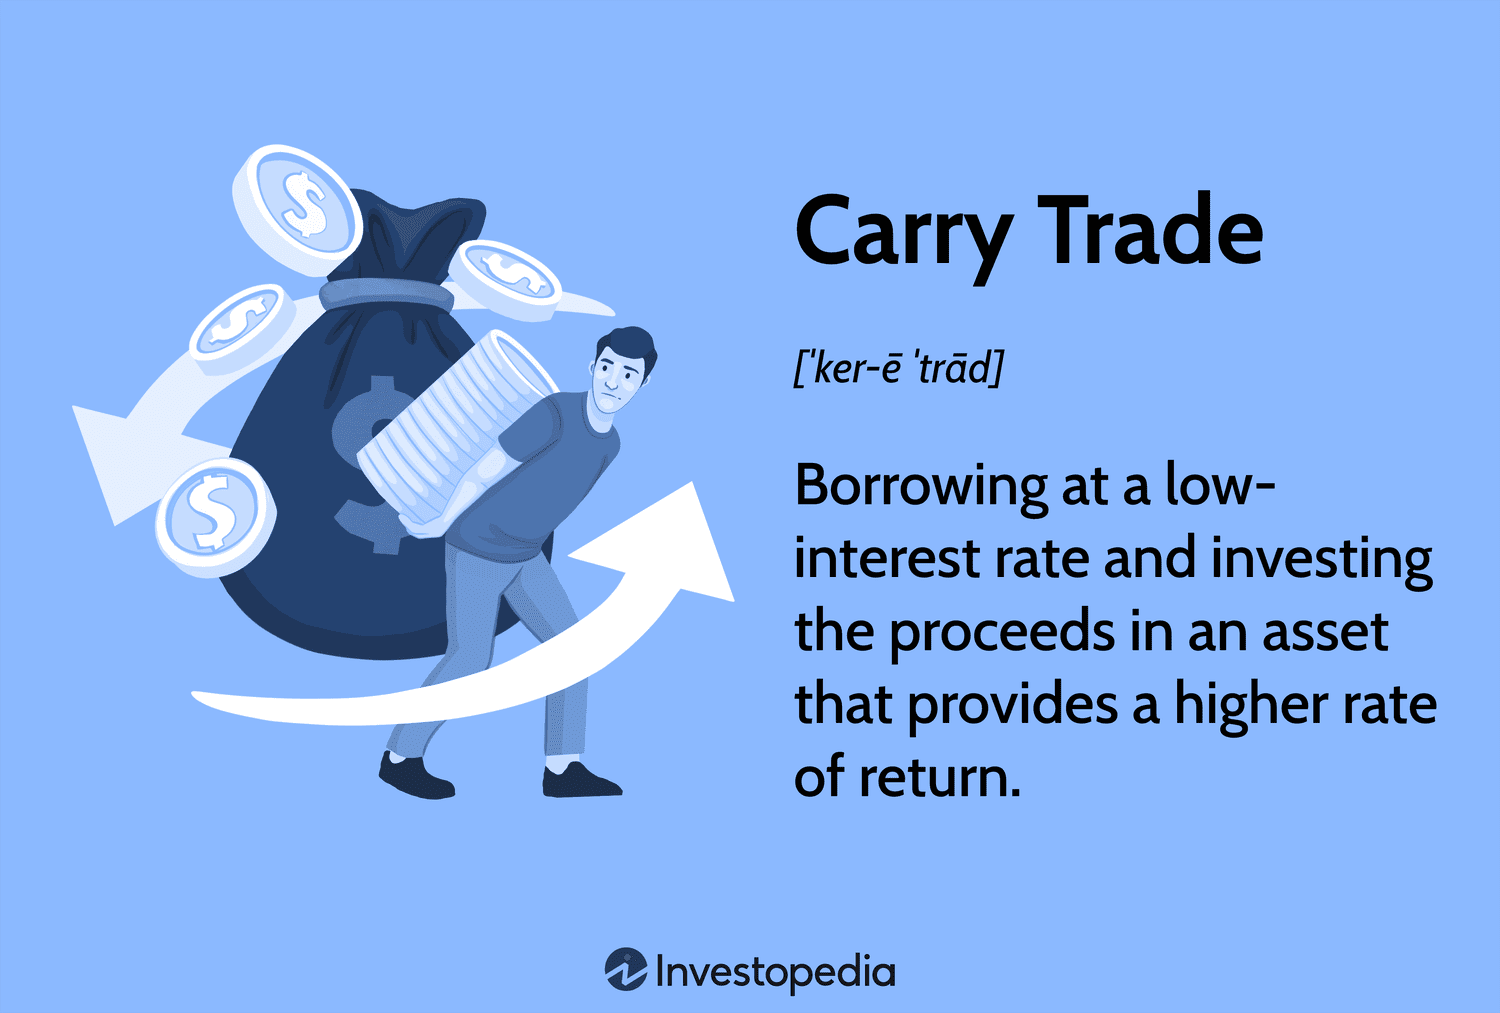 $
$
$
$
$
Carry Trade
[ˈker-ē ˈtrād]
Borrowing at a low-
interest rate and investing
the proceeds in an asset
that provides a higher rate
of return.
Investopedia